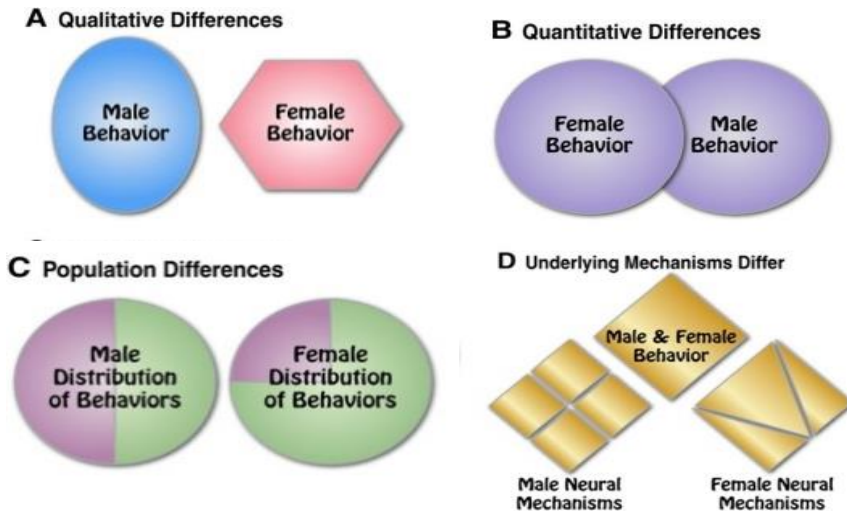 A Qualitative Differences
Male
Behavior
Female
Behavior
B Quantitative Differences
Female
Behavior
Male
Behavior
C Population Differences
Male
Distribution
of Behaviors
Female
Distribution
of Behaviors
D Underlying Mechanisms Differ
Male & Female
Behavior
Male Neural
Mechanisms
Female Neural
Mechanisms